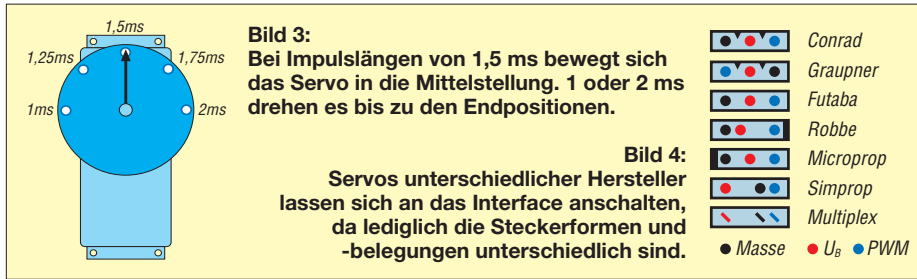 1,5ms
1,25ms
1,75ms
1ms
2ms
Bild 3:
Bei Impulslängen von 1,5 ms bewegt sich
das Servo in die Mittelstellung. 1 oder 2 ms
drehen es bis zu den Endpositionen.
Bild 4:
Servos unterschiedlicher Hersteller
lassen sich an das Interface anschalten,
da lediglich die Steckerformen und
-belegungen unterschiedlich sind.
Conrad
Graupner
Futaba
Robbe
Microprop
Simprop
Multiplex
Masse UB PWM